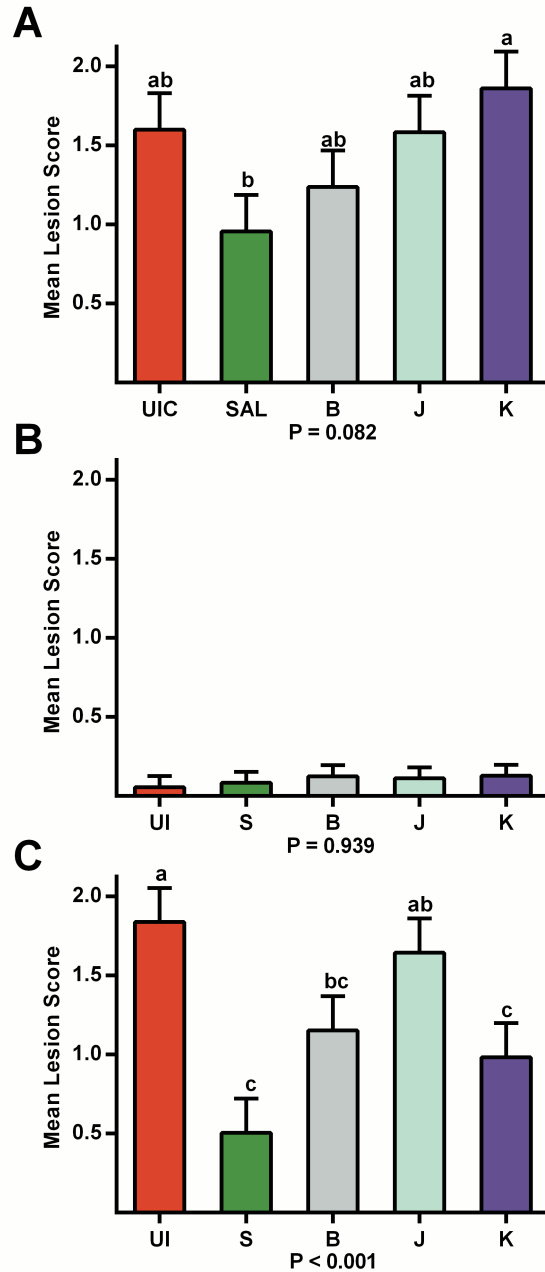 A
Mean Lesion Score
2.0
1.5
1.0
0.5
ab
b
ab
ab
a
UIC SAL B J K
P = 0.082
B
Mean Lesion Score
2.0
1.5
1.0
0.5
UI S B J K
P = 0.939
C
Mean Lesion Score
2.0
1.5
1.0
0.5
a
c
bc
ab
c
UI S B J K
P < 0.001